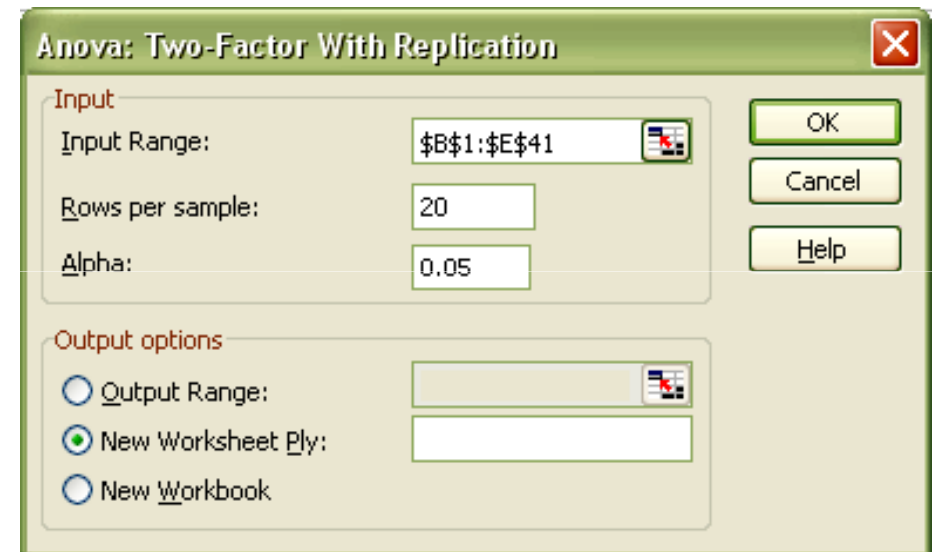 Anova: Two-Factor With Replication
Input
Input Range: $B$1:$E$41
Rows per sample: 20
Alpha: 0.05
OK
Cancel
Help
Output options
Output Range:
New Worksheet Ply:
New Workbook